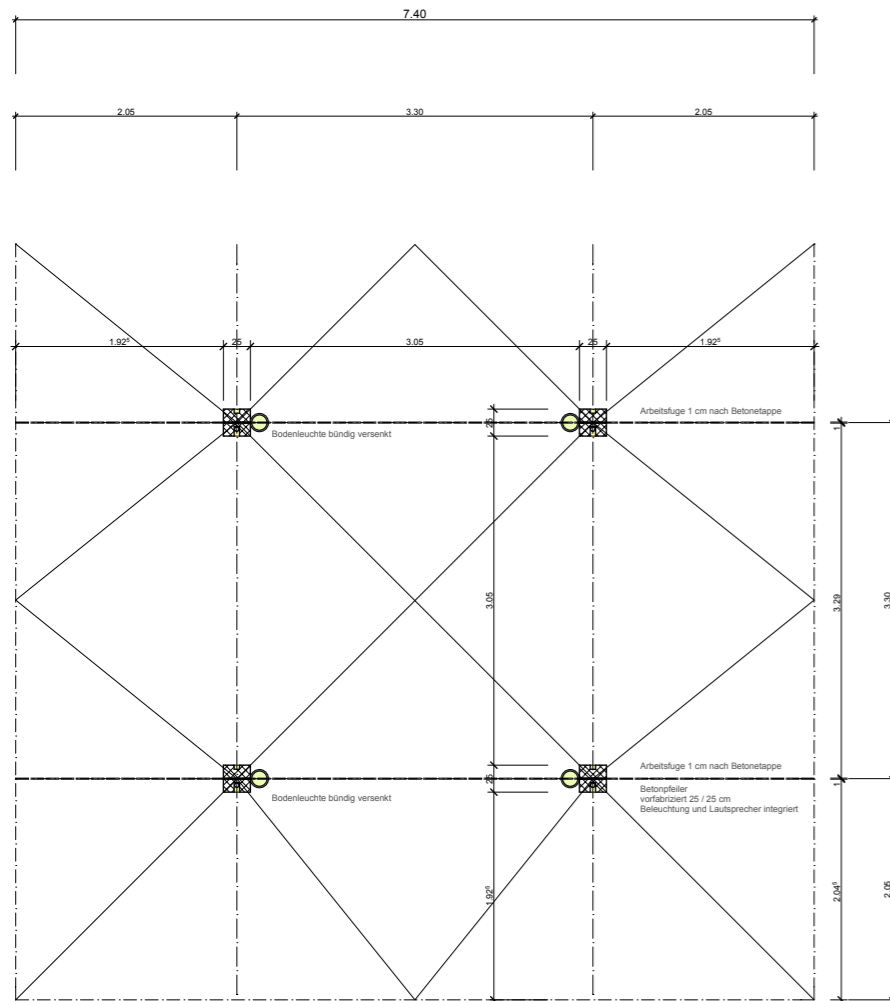 7.40
2.05
3.30
2.05
1.92⁵
25
3.05
25
1.92⁵
Arbeitsfuge 1 cm nach Betonetappe
25
1
Bodenleuchte bündig versenkt
3.05
3.29
3.30
Arbeitsfuge 1 cm nach Betonetappe
25
1
Betonpfeiler
vorfabriziert 25 / 25 cm
Beleuchtung und Lautsprecher integriert
Bodenleuchte bündig versenkt
1.92⁵
2.04⁵
2.05